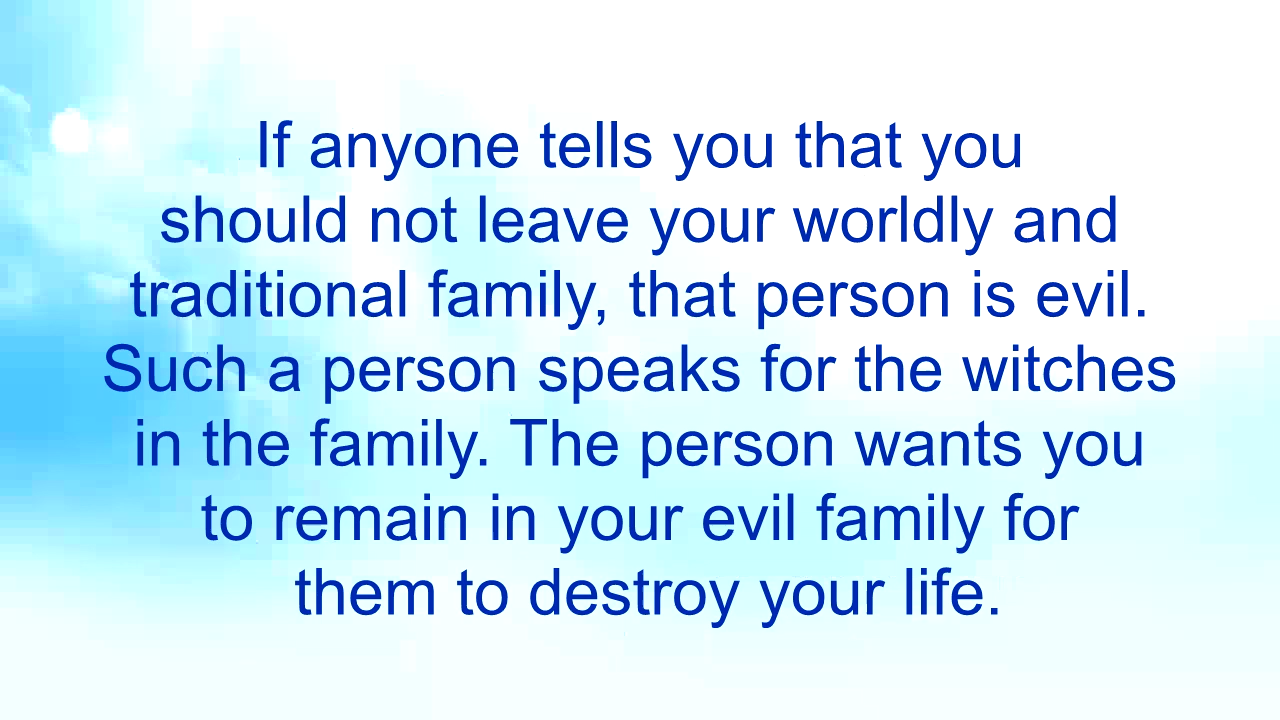 If anyone tells you that you
should not leave your worldly and
traditional family, that person is evil.
Such a person speaks for the witches
in the family. The person wants you
to remain in your evil family for
them to destroy your life.